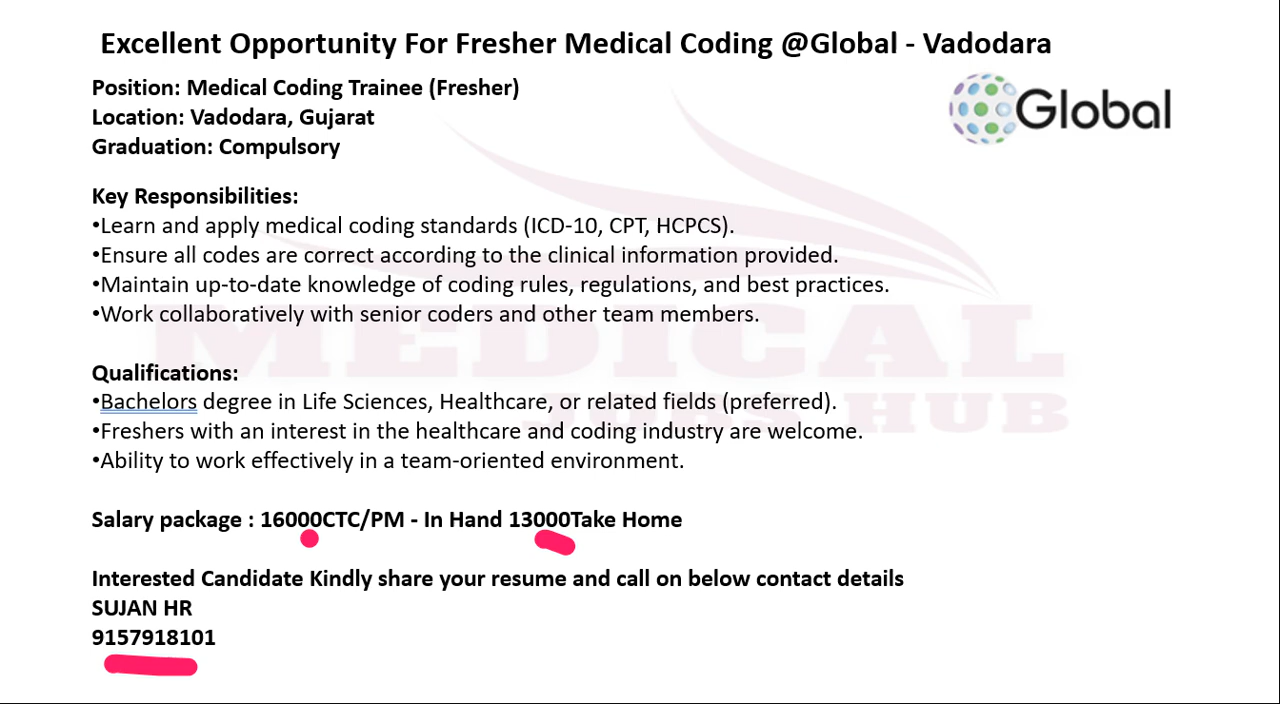 Excellent Opportunity For Fresher Medical Coding @Global - Vadodara
Position: Medical Coding Trainee (Fresher)
Location: Vadodara, Gujarat
Graduation: Compulsory
Global
Key Responsibilities:
•Learn and apply medical coding standards (ICD-10, CPT, HCPCS).
•Ensure all codes are correct according to the clinical information provided.
•Maintain up-to-date knowledge of coding rules, regulations, and best practices.
•Work collaboratively with senior coders and other team members.
MEDICAL
JOBS HUB
Qualifications:
•Bachelors degree in Life Sciences, Healthcare, or related fields (preferred).
•Freshers with an interest in the healthcare and coding industry are welcome.
•Ability to work effectively in a team-oriented environment.
Salary package : 16000CTC/PM - In Hand 13000Take Home
Interested Candidate Kindly share your resume and call on below contact details
SUJAN HR
9157918101